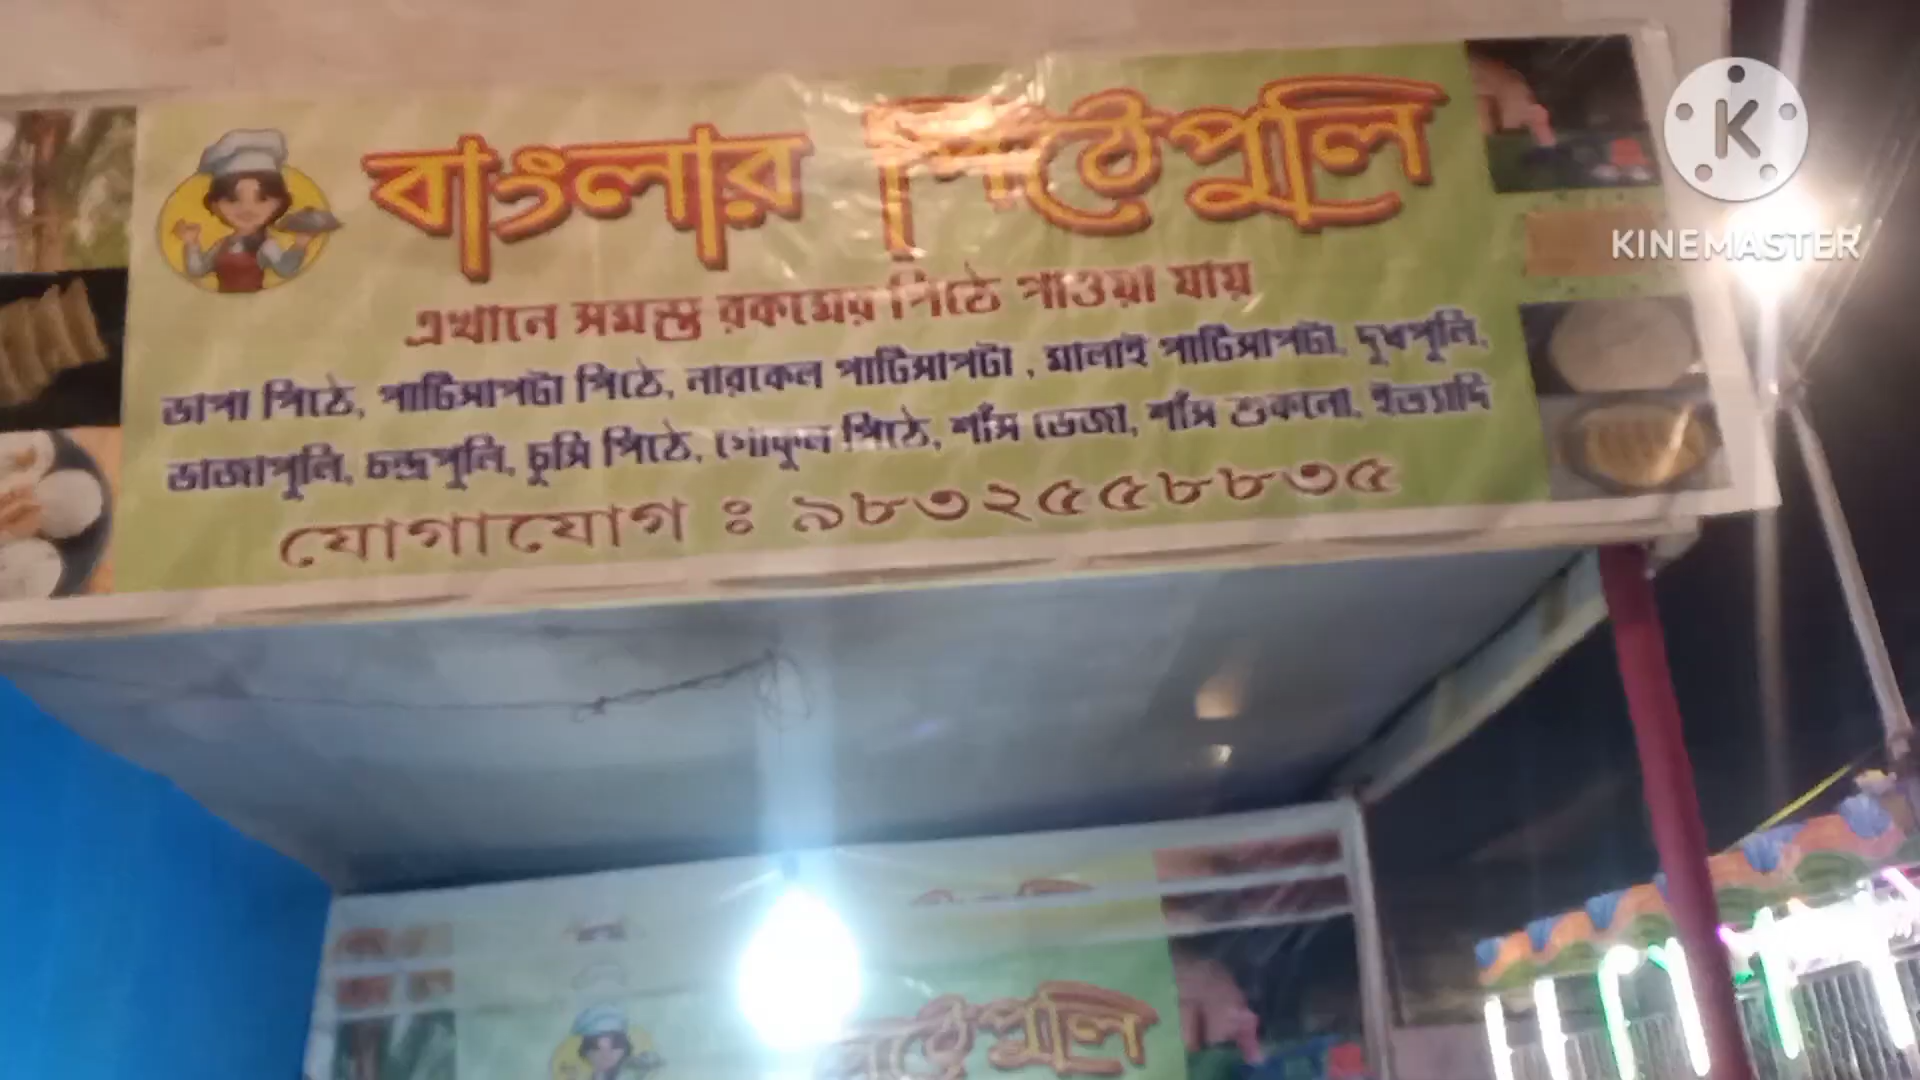 বাংলার পিঠেপুলি
এখানে সমস্ত রকমের পিঠে পাওয়া যায়
ভাপা পিঠে, পাটিসাপটা পিঠে, নারকেল পাটিসাপটা , মালাই পাটিসাপটা, দুধপুলি,
ভাজাপুলি, চন্দ্রপুলি, চুসি পিঠে, গোকুল পিঠে, শাঁস ভেজা, শাঁস শুকনো, ইত্যাদি
যোগাযোগ : ৯৮৩২৫৫৮৮৩৫
K
KINEMASTER
পিঠেপুলি